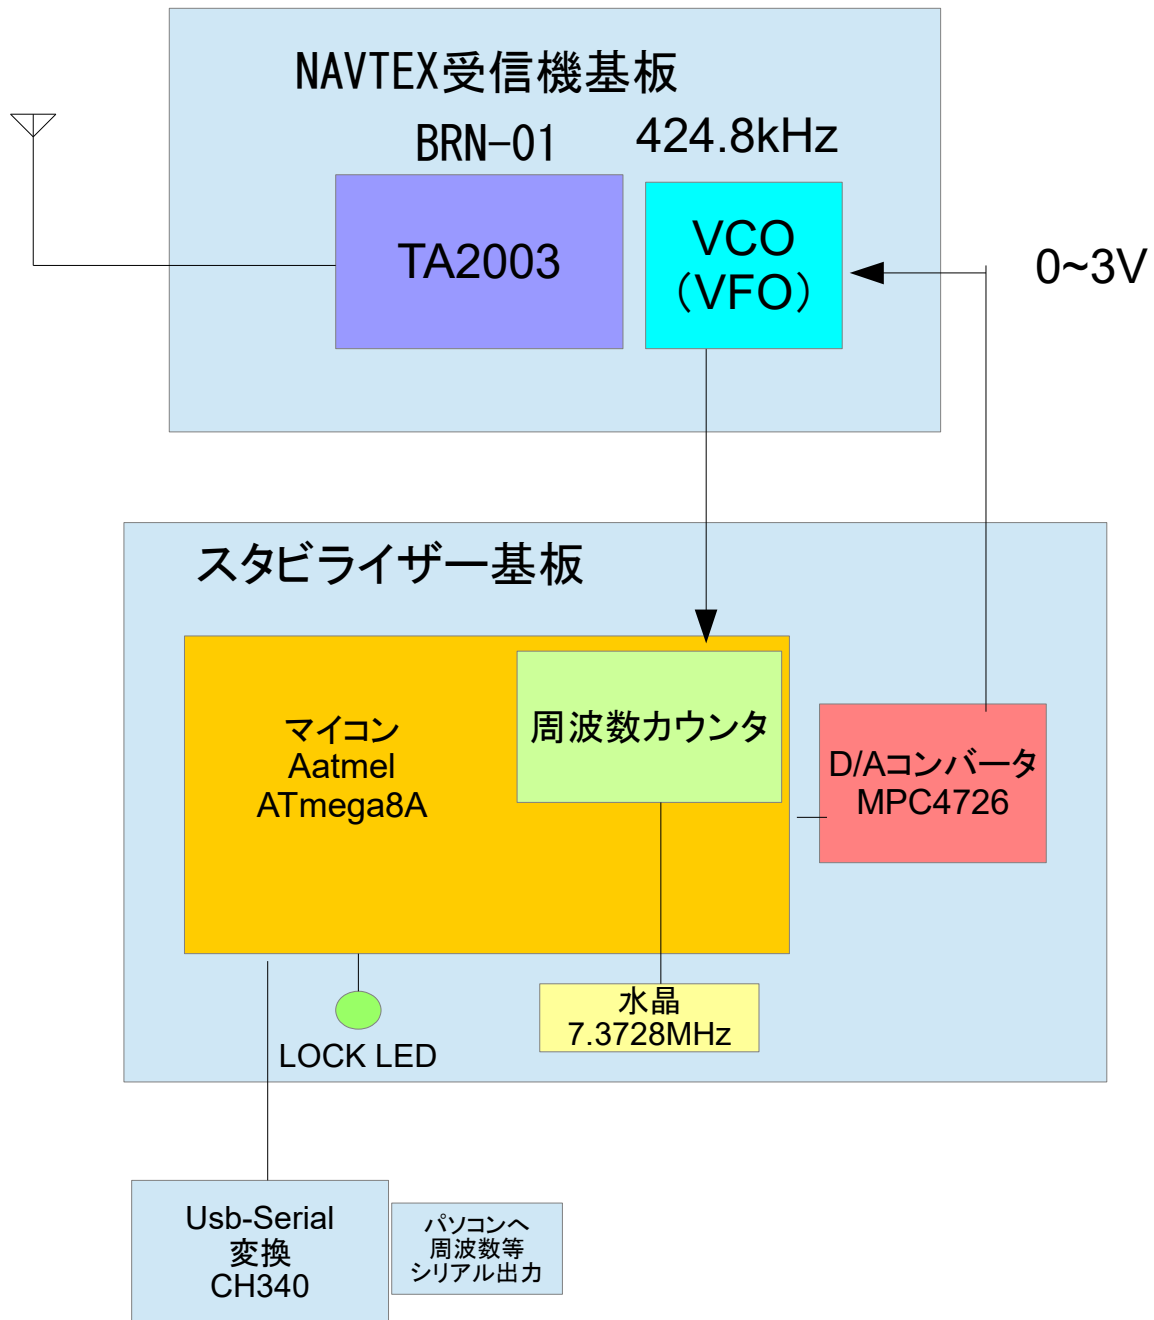 NAVTEX受信機基板
BRN-01
424.8kHz
TA2003
VCO
(VFO)
0~3V
スタビライザー基板
マイコン
Aatmel
ATmega8A
周波数カウンタ
D/Aコンバータ
MPC4726
水晶
7.3728MHz
LOCK LED
Usb-Serial
変換
CH340
パソコンへ
周波数等
シリアル出力